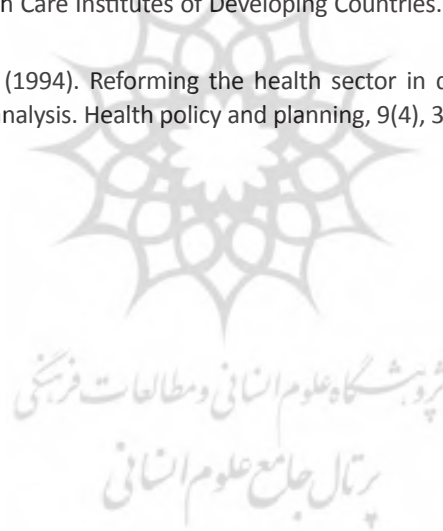 h Care Institutes of Developing Countries.
(1994). Reforming the health sector in
nalysis. Health policy and planning, 9(4), 3
پژوهشگاه علوم انسانی و مطالعات فرهنگی
پرتال جامع علوم انسانی